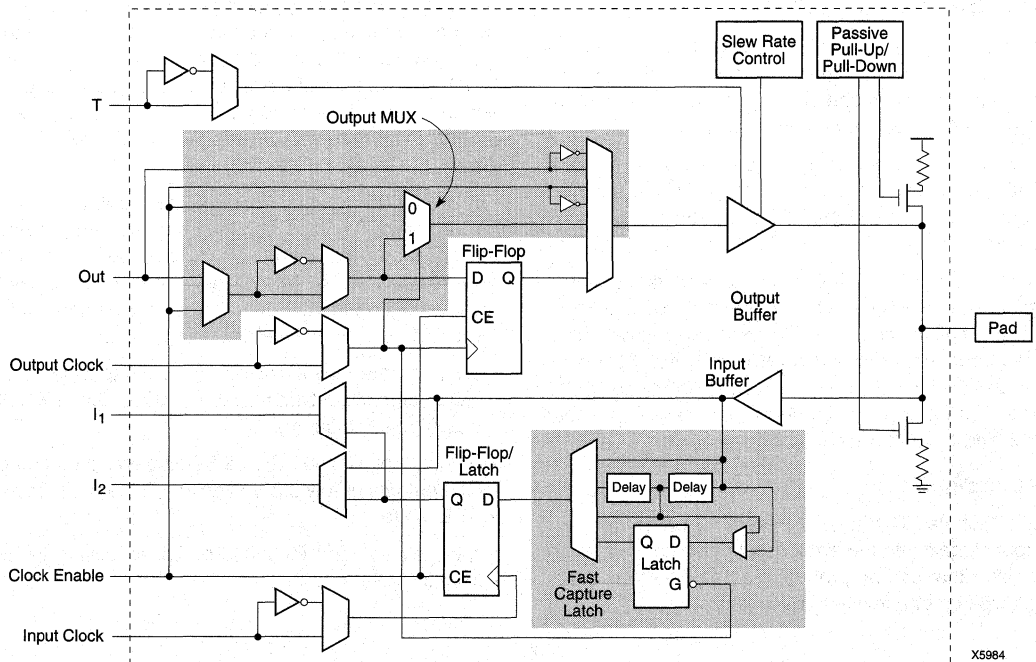 Slew Rate
Control
Passive
Pull-Up/
Pull-Down
T
Output MUX
0
1
Flip-Flop
D Q
CE
Out
Output
Buffer
Pad
Output Clock
Input
Buffer
I1
Flip-Flop/
Latch
I2
Q D
Delay
Delay
Q D
Latch
G
Fast
Capture
Latch
Clock Enable
CE
Input Clock
X5984